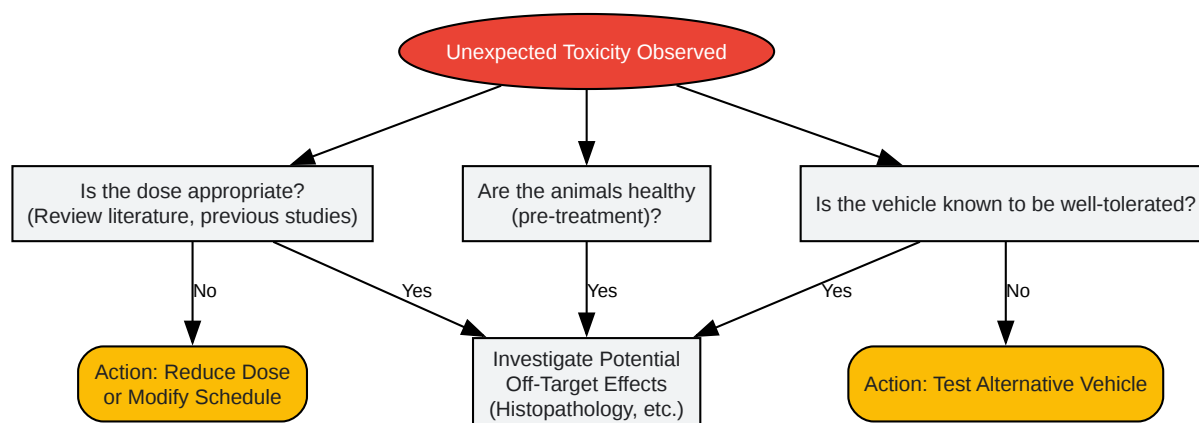 Unexpected Toxicity Observed
Is the dose appropriate?
(Review literature, previous studies)
Are the animals healthy
(pre-treatment)?
Is the vehicle known to be well-tolerated?
No
Yes
Yes
Yes
No
Action: Reduce Dose
or Modify Schedule
Investigate Potential
Off-Target Effects
(Histopathology, etc.)
Action: Test Alternative Vehicle